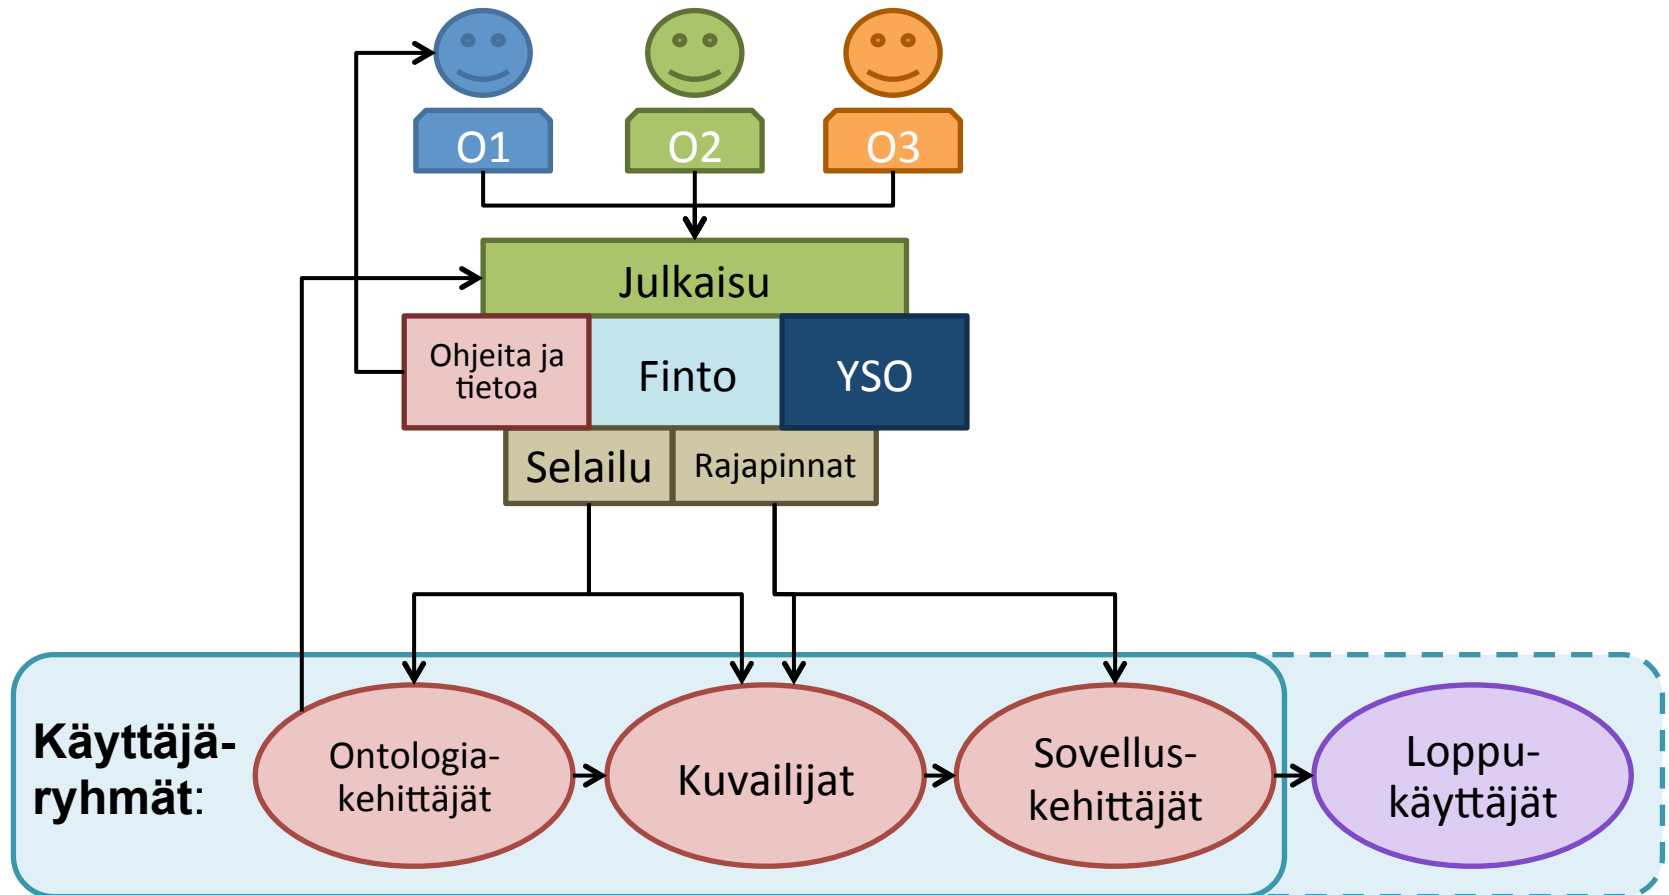 O1
O2
O3
Julkaisu
Ohjeita ja
tietoa
Finto
YSO
Selailu
Rajapinnat
Käyttäjä-
ryhmät:
Ontologia-
kehittäjät
Kuvailijat
Sovellus-
kehittäjät
Loppu-
käyttäjät